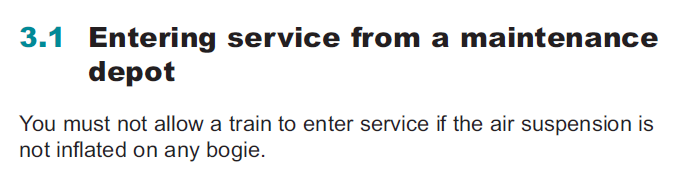 3.1 Entering service from a maintenance
depot
You must not allow a train to enter service if the air suspension is
not inflated on any bogie.